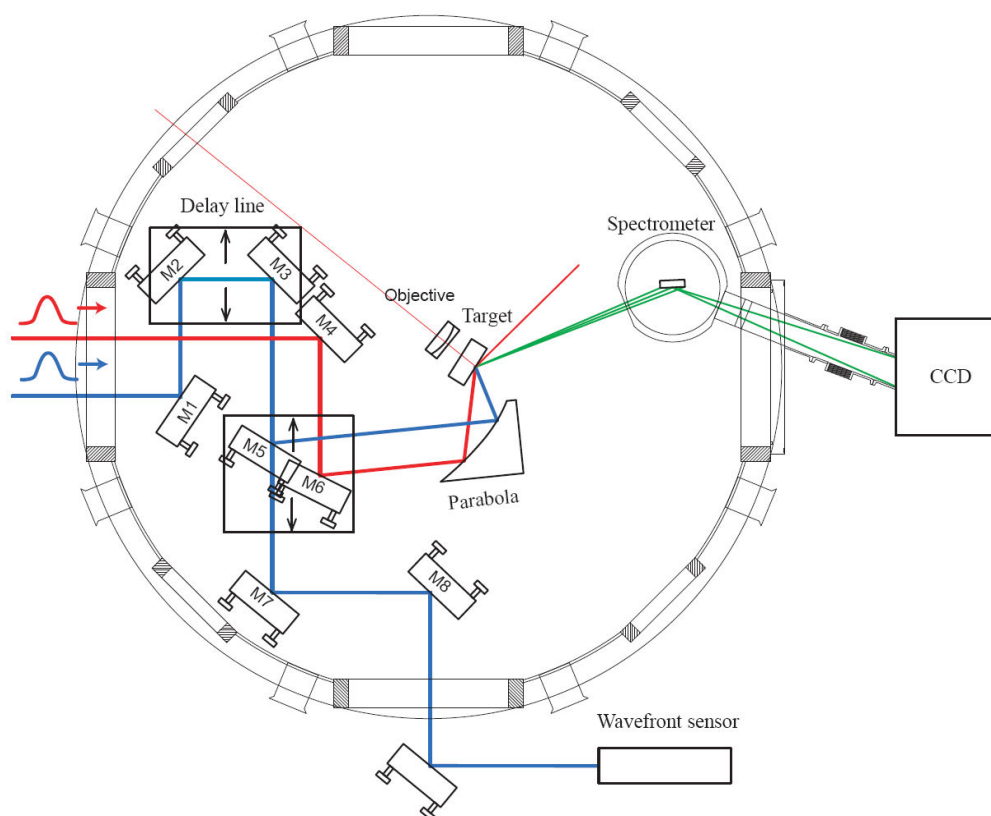 Delay line
M2
M3
M4
Spectrometer
Objective
Target
CCD
M1
M5
M6
Parabola
M7
M8
Wavefront sensor